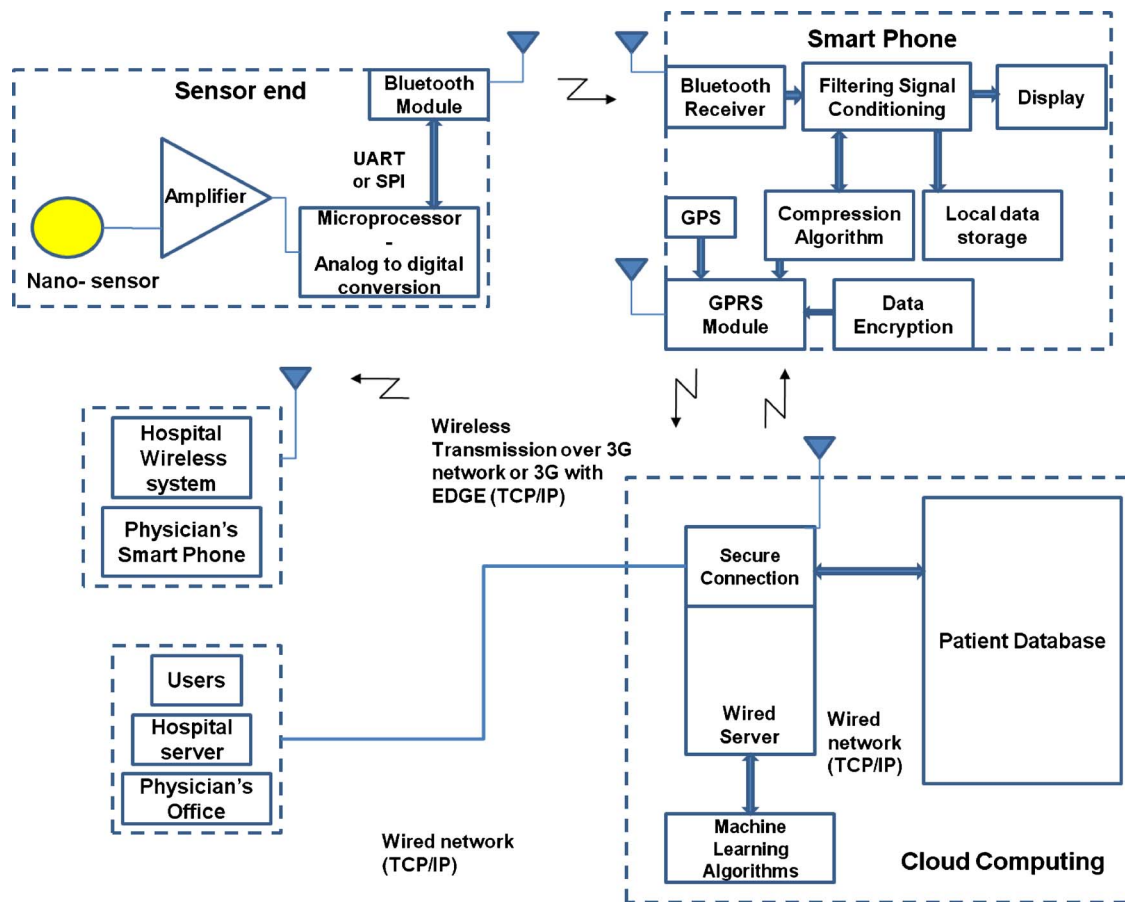 Sensor end
Bluetooth
Module
UART
or SPI
Amplifier
Microprocessor
-
Analog to digital
conversion
Nano- sensor
Smart Phone
Bluetooth
Receiver
Filtering Signal
Conditioning
Display
GPS
Compression
Algorithm
Local data
storage
GPRS
Module
Data
Encryption
Hospital
Wireless
system
Physician's
Smart Phone
Wireless
Transmission over 3G
network or 3G with
EDGE (TCP/IP)
Users
Hospital
server
Physician's
Office
Wired network
(TCP/IP)
Secure
Connection
Wired
Server
Wired
network
(TCP/IP)
Patient Database
Machine
Learning
Algorithms
Cloud Computing